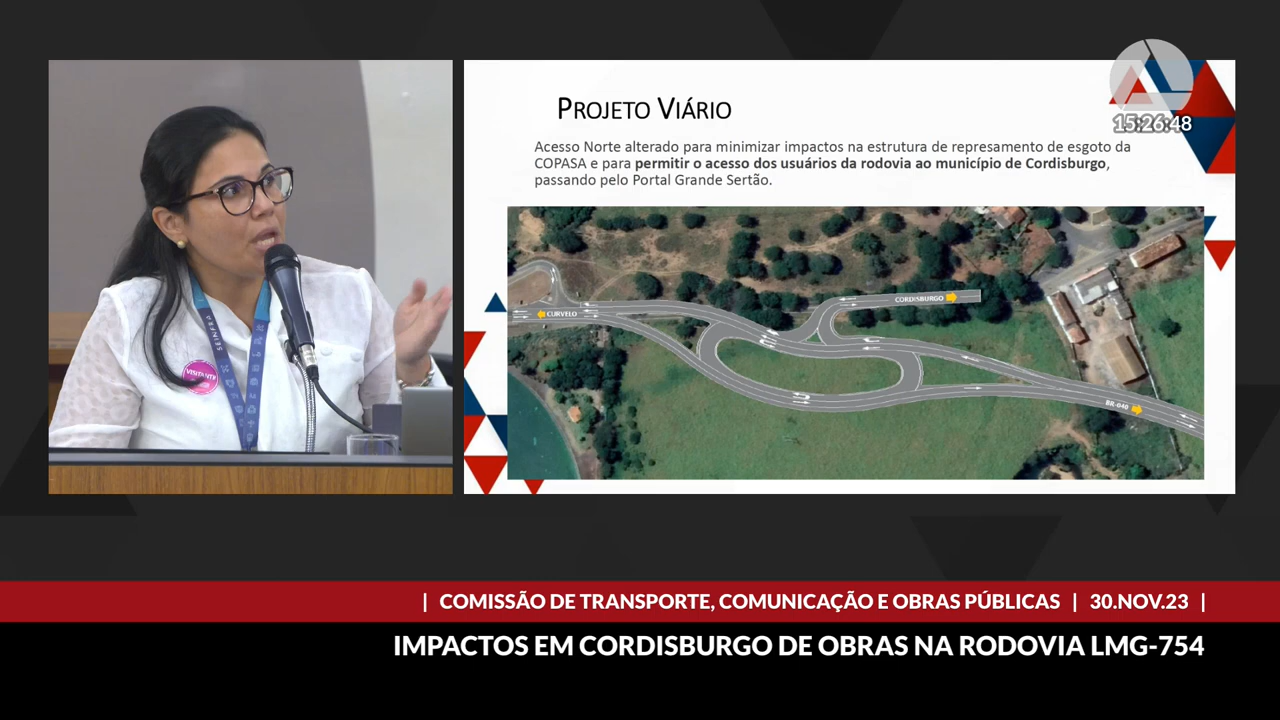 15:26:48
PROJETO VIÁRIO
Acesso Norte alterado para minimizar impactos na estrutura de represamento de esgoto da
COPASA e para permitir o acesso dos usuários da rodovia ao município de Cordisburgo,
passando pelo Portal Grande Sertão.
CORDISBURGO
CURVELO
BR-040
SEINFRA
VISITANTE
| COMISSÃO DE TRANSPORTE, COMUNICAÇÃO E OBRAS PÚBLICAS | 30.NOV.23 |
IMPACTOS EM CORDISBURGO DE OBRAS NA RODOVIA LMG-754